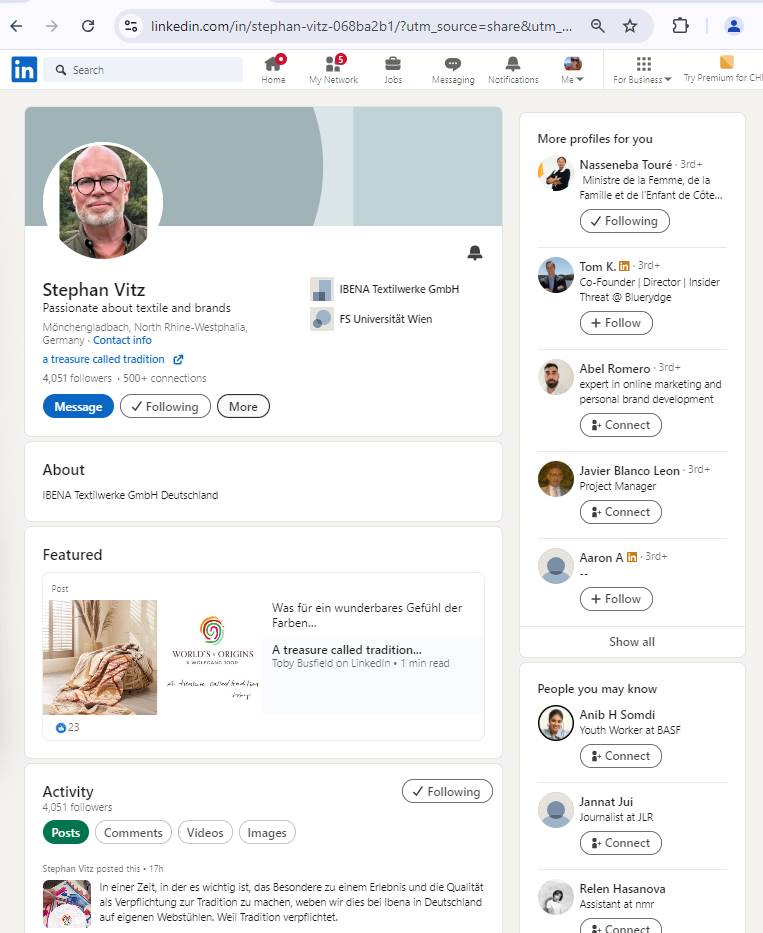 linkedin.com/in/stephan-vitz-068ba2b1/?utm_source=share&utm_...
in
Search
Home
5
My Network
Jobs
Messaging
Notifications
Me
For Business
Try Premium for CH
Stephan Vitz
Passionate about textile and brands
Mönchengladbach, North Rhine-Westphalia,
Germany · Contact info
a treasure called tradition
4,051 followers • 500+ connections
Message
Following
More
IBENA Textilwerke GmbH
FS Universität Wien
About
IBENA Textilwerke GmbH Deutschland
Featured
Post
WORLD'S ORIGINS
A treasure called tradition
Was für ein wunderbares Gefühl der
Farben...
A treasure called tradition...
Toby Busfield on LinkedIn • 1 min read
23
Activity
4,051 followers
Following
Posts
Comments
Videos
Images
Stephan Vitz posted this • 17h
In einer Zeit, in der es wichtig ist, das Besondere zu einem Erlebnis und die Qualität
als Verpflichtung zur Tradition zu machen, weben wir dies bei Ibena in Deutschland
auf eigenen Webstühlen. Weil Tradition verpflichtet.
More profiles for you
Nasseneba Touré · 3rd+
Ministre de la Femme, de la
Famille et de l'Enfant de Côte...
Following
Tom K. in · 3rd+
Co-Founder | Director | Insider
Threat @ Bluerydge
+ Follow
Abel Romero · 3rd+
expert in online marketing and
personal brand development
Connect
Javier Blanco Leon · 3rd+
Project Manager
Connect
Aaron A in · 3rd+
--
+ Follow
Show all
People you may know
Anib H Somdi
Youth Worker at BASF
Connect
Jannat Jui
Journalist at JLR
Connect
Relen Hasanova
Assistant at nmr
Connect